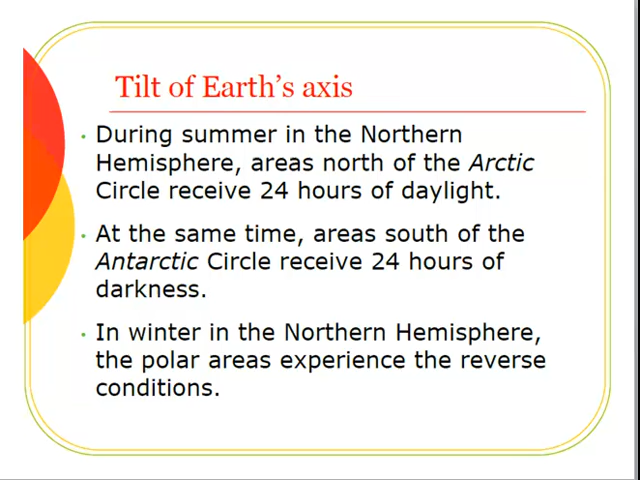 Tilt of Earth's axis
• During summer in the Northern
Hemisphere, areas north of the Arctic
Circle receive 24 hours of daylight.
• At the same time, areas south of the
Antarctic Circle receive 24 hours of
darkness.
• In winter in the Northern Hemisphere,
the polar areas experience the reverse
conditions.